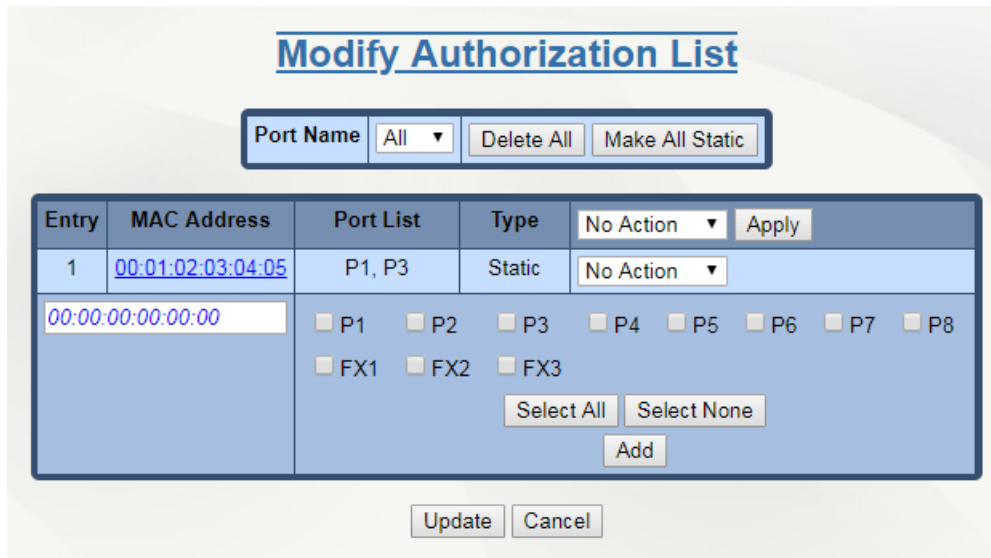 Modify Authorization List
Port Name All Delete All Make All Static
Entry MAC Address Port List Type No Action Apply
1 00:01:02:03:04:05 P1, P3 Static No Action
00:00:00:00:00:00 P1 P2 P3 P4 P5 P6 P7 P8
FX1 FX2 FX3
Select All Select None
Add
Update Cancel